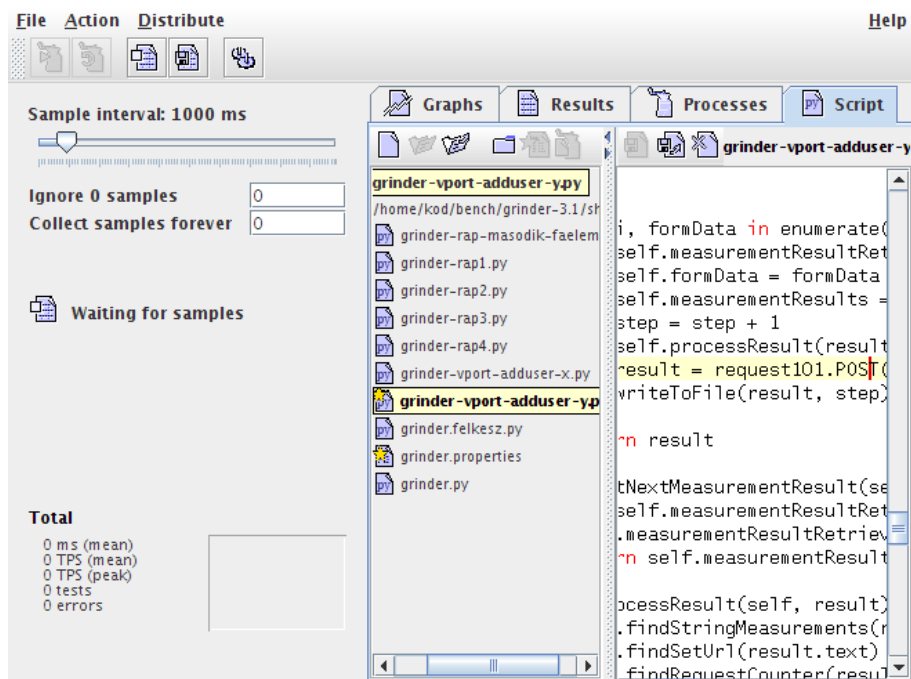 File Action Distribute Help
Sample interval: 1000 ms
Ignore 0 samples 0
Collect samples forever 0
Waiting for samples
Total
0 ms (mean)
0 TPS (mean)
0 TPS (peak)
0 tests
0 errors
Graphs Results Processes Script
grinder-vport-adduser-y.py
/home/kod/bench/grinder-3.1/sh
grinder-rap-masodik-faelem
grinder-rap1.py
grinder-rap2.py
grinder-rap3.py
grinder-rap4.py
grinder-vport-adduser-x.py
grinder-vport-adduser-y.p
grinder.felkesz.py
grinder.properties
grinder.py
grinder-vport-adduser-y
i, formData in enumerate(
self.measurementResultRet
self.formData = formData
self.measurementResults =
step = step + 1
self.processResult(result
result = request101.POST(
writeToFile(result, step)
rn result
tNextMeasurementResult(se
self.measurementResultRet
.measurementResultRetriev
rn self.measurementResult
ocessResult(self, result)
.findStringMeasurements(r
.findSetUrl(result.text)
.findRequestCounter(resul